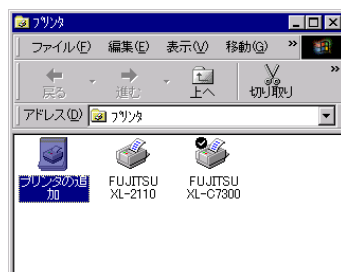 ﾌﾟﾘﾝﾀ
ファイル(F) 編集(E) 表示(V) 移動(G) »
戻る 進む 上へ 切り取り »
アドレス(D) ﾌﾟﾘﾝﾀ
プリンタの追
加
FUJITSU
XL-2110
FUJITSU
XL-C7300